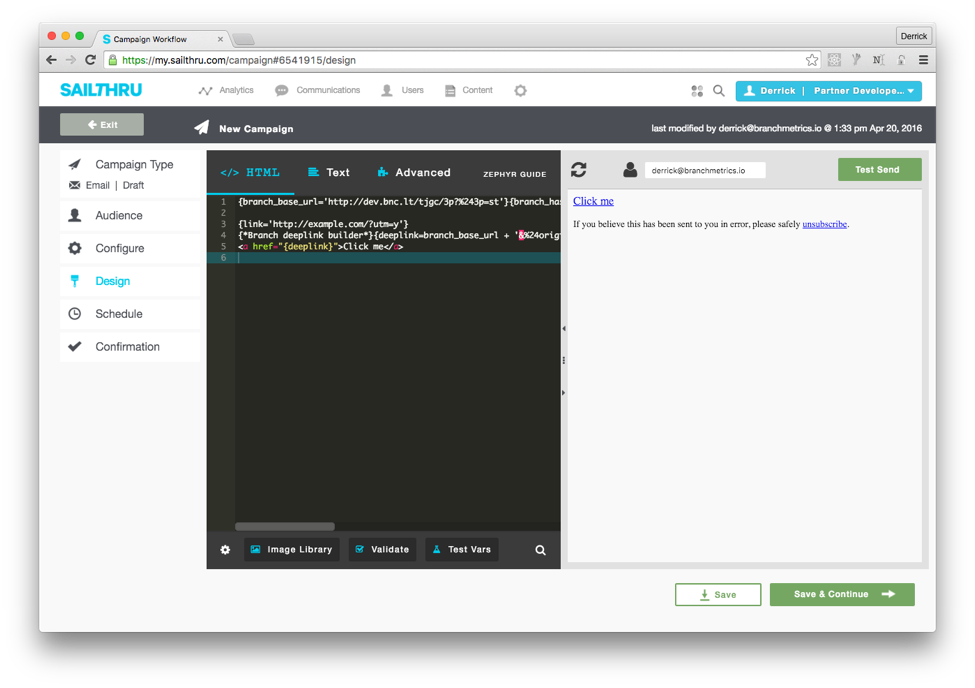 Campaign Workflow
Derrick
https://my.sailthru.com/campaign#6541915/design
SAILTHRU
Analytics
Communications
Users
Content
Derrick | Partner Develope...
Exit
New Campaign
last modified by derrick@branchmetrics.io @ 1:33 pm Apr 20, 2016
Campaign Type
Email | Draft
Audience
Configure
Design
Schedule
Confirmation
</> HTML
Text
Advanced
ZEPHYR GUIDE
1 {branch_base_url='http://dev.bnc.lt/tjgc/3p?%243p=st'}{branch_has
2
3 {link='http://example.com/?utm=y'}
4 {*Branch deeplink builder*}{deeplink=branch_base_url + '&%24orig
5 <a href="{deeplink}">Click me</a>
6
Image Library
Validate
Test Vars
derrick@branchmetrics.io
Test Send
Click me
If you believe this has been sent to you in error, please safely unsubscribe.
Save
Save & Continue